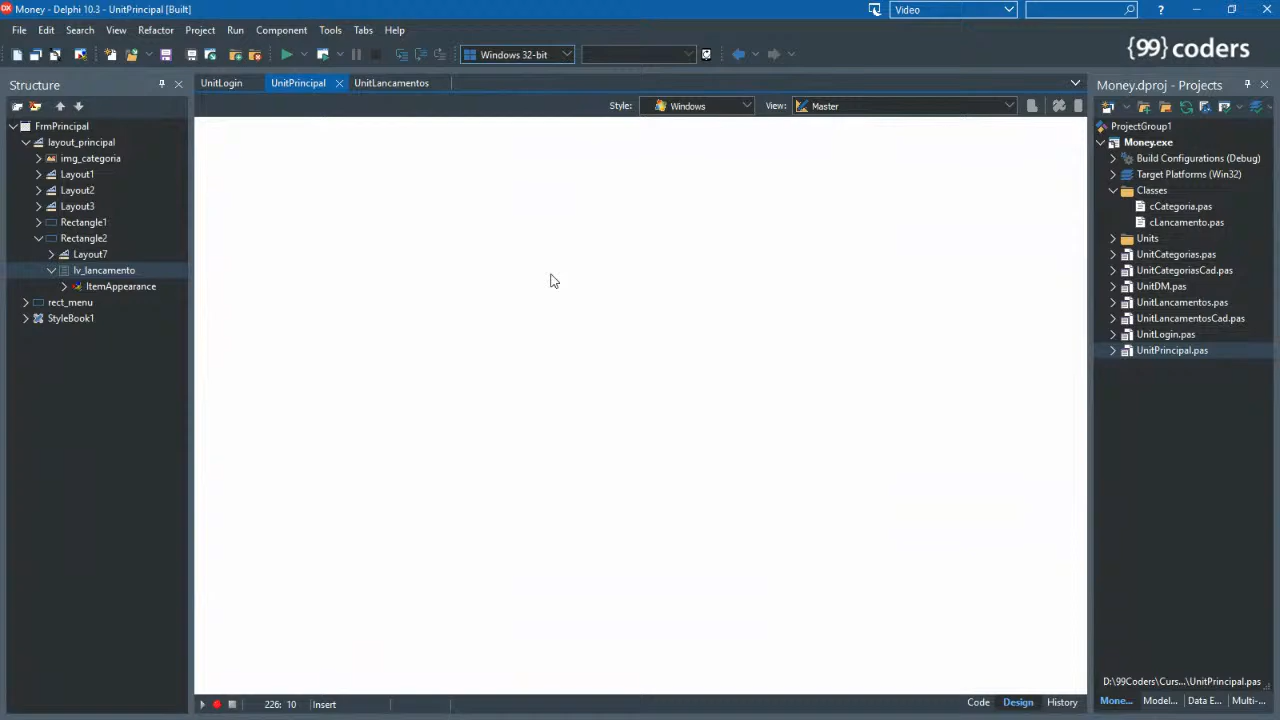 Money - Delphi 10.3 - UnitPrincipal [Built]
Video
?
File Edit Search View Refactor Project Run Component Tools Tabs Help
Windows 32-bit
{99} coders
Structure
UnitLogin UnitPrincipal UnitLancamentos
Money.dproj - Projects
Style: Windows View: Master
FrmPrincipal
layout_principal
img_categoria
Layout1
Layout2
Layout3
Rectangle1
Rectangle2
Layout7
lv_lancamento
ItemAppearance
rect_menu
StyleBook1
ProjectGroup1
Money.exe
Build Configurations (Debug)
Target Platforms (Win32)
Classes
cCategoria.pas
cLancamento.pas
Units
UnitCategorias.pas
UnitCategoriasCad.pas
UnitDM.pas
UnitLancamentos.pas
UnitLancamentosCad.pas
UnitLogin.pas
UnitPrincipal.pas
D:\99Coders\Curs...\UnitPrincipal.pas
226: 10 Insert
Code Design History
Mone... Model... Data E... Multi-...